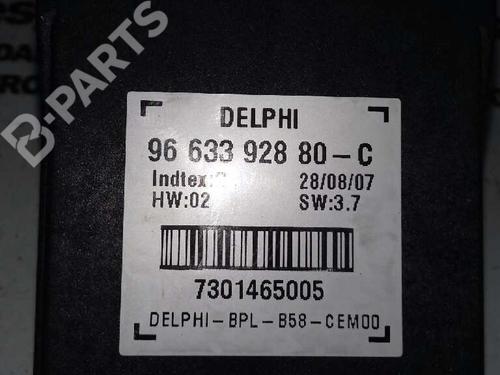 B-PARTS
DELPHI
96 633 928 80-C
Indtex: 28/08/07
HW:02 SW:3.7
7301465005
DELPHI-BPL-B58-CEM00